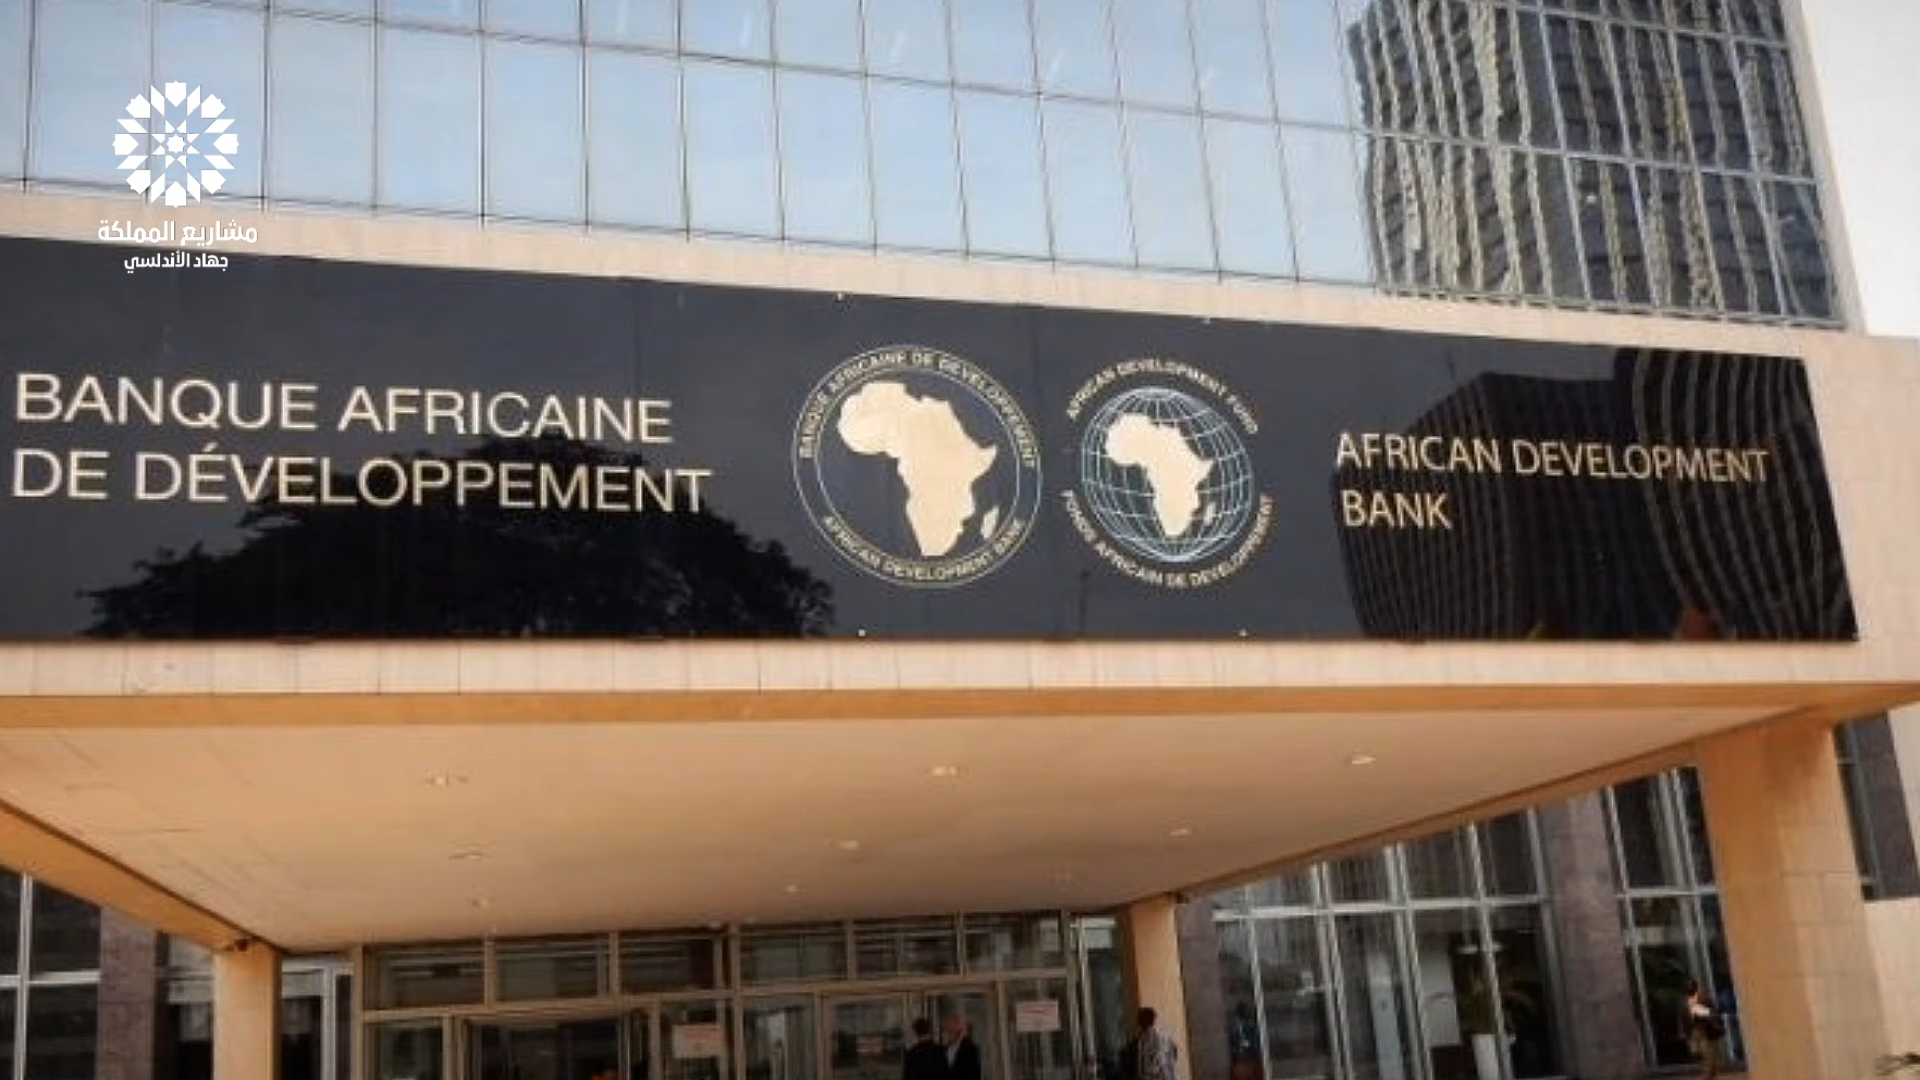 مشاريع المملكة
جهاد الأندلسي
BANQUE AFRICAINE
DE DÉVELOPPEMENT
BANQUE AFRICAINE DE DEVELOPPEMENT
AFRICAN DEVELOPMENT BANK
AFRICAN DEVELOPMENT FUND
FONDS AFRICAIN DE DEVELOPPEMENT
AFRICAN DEVELOPMENT
BANK